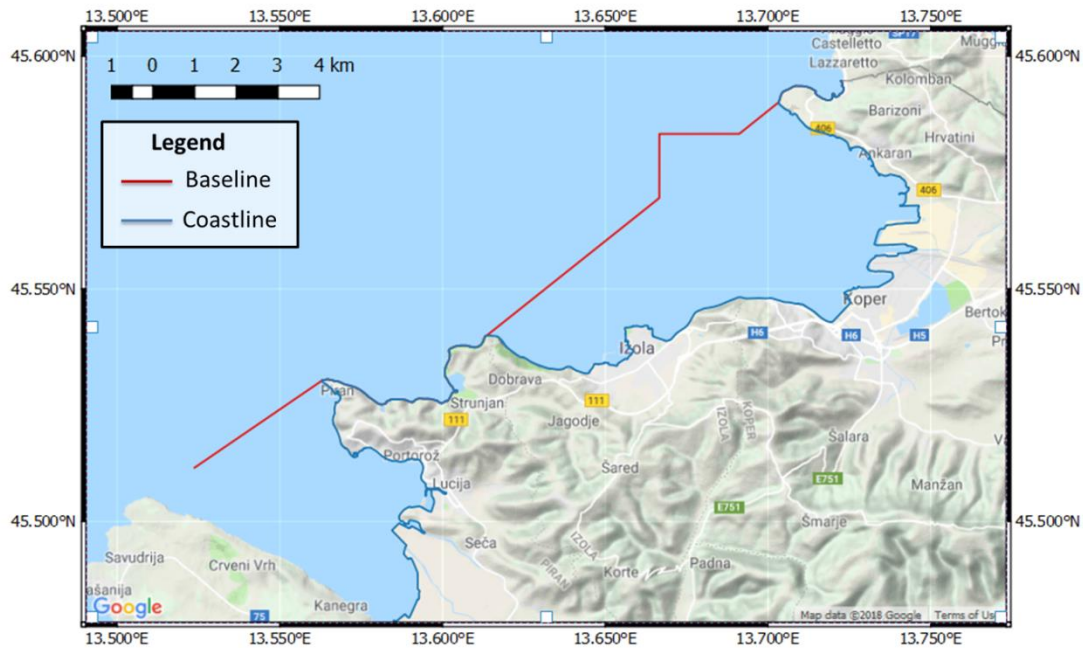 13.500°E 13.550°E 13.600°E 13.650°E 13.700°E 13.750°E
45.600°N 45.600°N
Castelletto
Lazzaretto
Kolomban
1 0 1 2 3 4 km
Barizoni
406
Hrvatini
Ankaran
406
Legend
Baseline
Coastline
45.550°N 45.550°N
Koper
Bertok
H6 H6 H5
Izola
Dobrava
Piran
Strunjan
111
111
Jagodje
IZOLA
KOPER
Šalara
Portorož
Šared
Lucija
E751
Manžan
E751
45.500°N 45.500°N
Šmarje
Seča
IZOLA
Savudrija
Crveni Vrh
PIRAN
Korte
Padna
ašanija
Google
Kanegra
75
Map data ©2018 Google Terms of Us
13.500°E 13.550°E 13.600°E 13.650°E 13.700°E 13.750°E